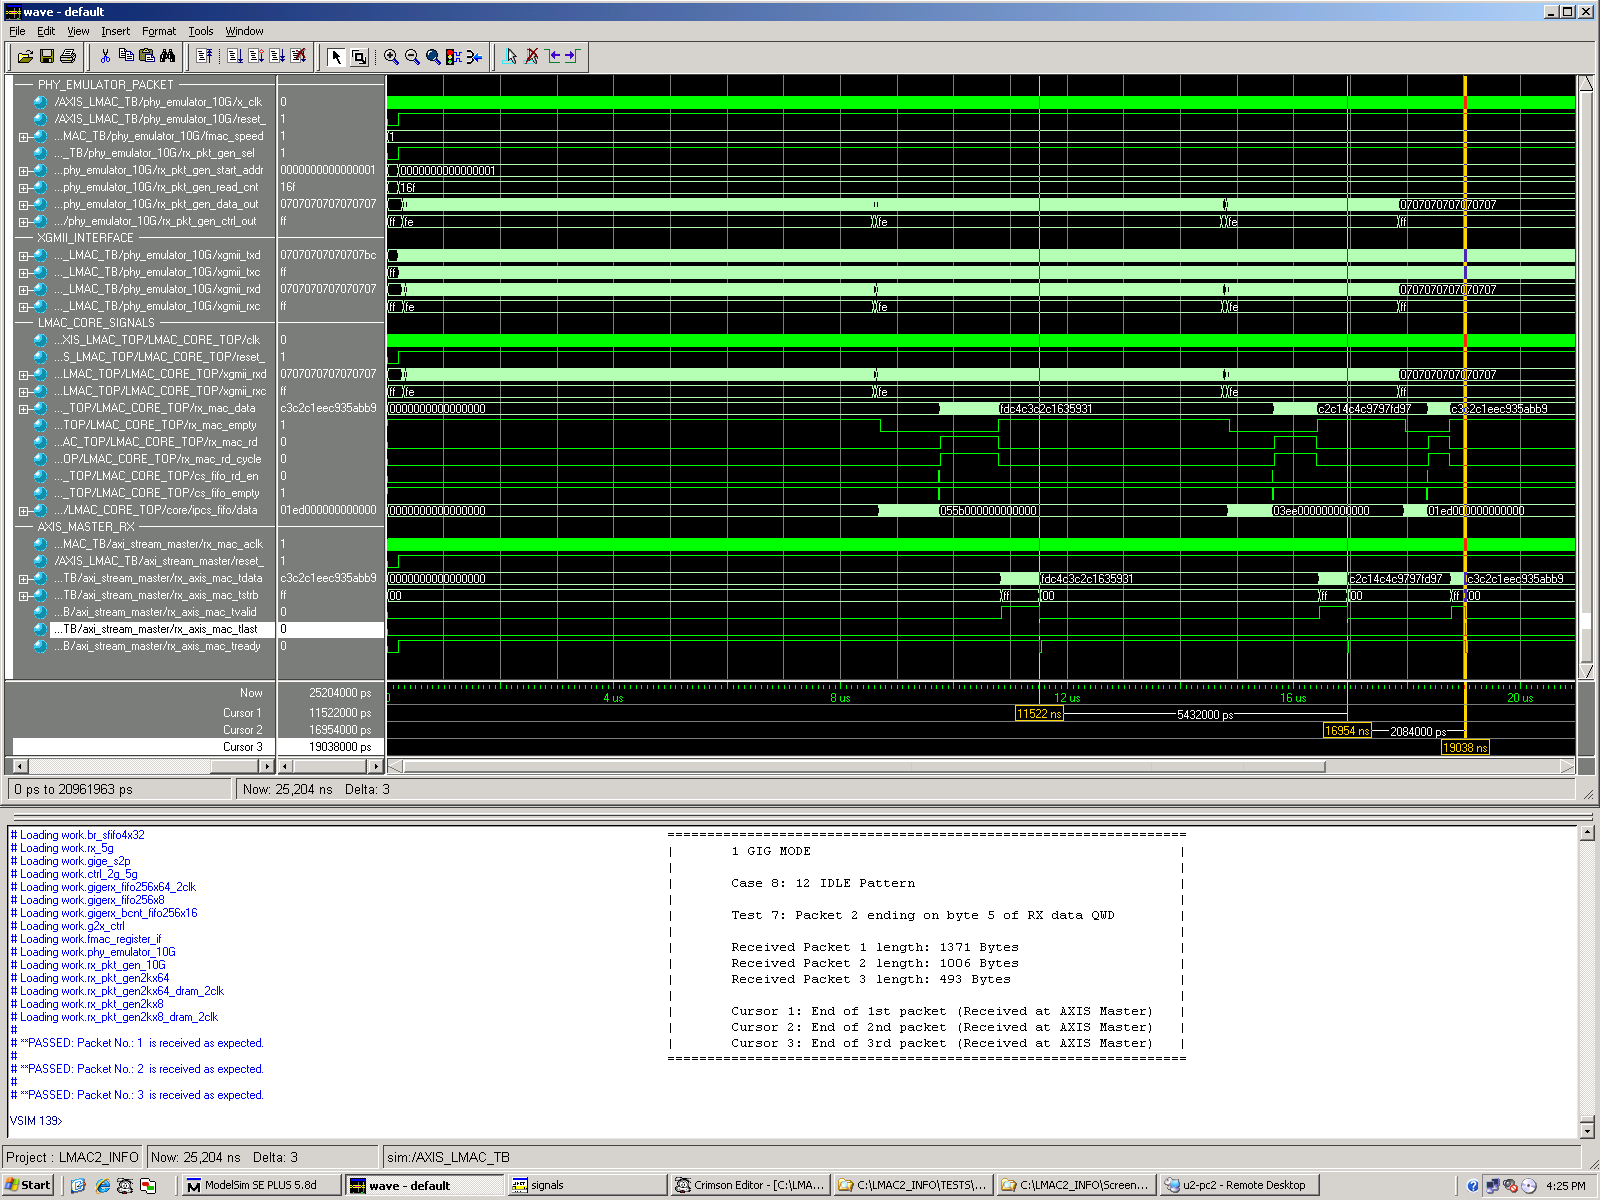 wave - default
File Edit View Insert Format Tools Window
PHY_EMULATOR_PACKET
/AXIS_LMAC_TB/phy_emulator_10G/x_clk 0
/AXIS_LMAC_TB/phy_emulator_10G/reset_ 1
...MAC_TB/phy_emulator_10G/fmac_speed 1 1
..._TB/phy_emulator_10G/rx_pkt_gen_sel 1
...phy_emulator_10G/rx_pkt_gen_start_addr 0000000000000001 0000000000000001
...phy_emulator_10G/rx_pkt_gen_read_cnt 16f 16f
...phy_emulator_10G/rx_pkt_gen_data_out 0707070707070707 0707070707070707
.../phy_emulator_10G/rx_pkt_gen_ctrl_out ff ff fe fe fe ff
XGMII_INTERFACE
..._LMAC_TB/phy_emulator_10G/xgmii_txd 07070707070707bc
..._LMAC_TB/phy_emulator_10G/xgmii_txc ff ff
..._LMAC_TB/phy_emulator_10G/xgmii_rxd 0707070707070707 0707070707070707
..._LMAC_TB/phy_emulator_10G/xgmii_rxc ff ff fe fe fe ff
LMAC_CORE_SIGNALS
...XIS_LMAC_TOP/LMAC_CORE_TOP/clk 0
...S_LMAC_TOP/LMAC_CORE_TOP/reset_ 1
...LMAC_TOP/LMAC_CORE_TOP/xgmii_rxd 0707070707070707 0707070707070707
...LMAC_TOP/LMAC_CORE_TOP/xgmii_rxc ff ff fe fe fe ff
..._TOP/LMAC_CORE_TOP/rx_mac_data c3c2c1eec935abb9 0000000000000000 fdc4c3c2c1635931 c2c14c4c9797fd97 c3c2c1eec935abb9
...TOP/LMAC_CORE_TOP/rx_mac_empty 1
...AC_TOP/LMAC_CORE_TOP/rx_mac_rd 0
...OP/LMAC_CORE_TOP/rx_mac_rd_cycle 0
..._TOP/LMAC_CORE_TOP/cs_fifo_rd_en 0
..._TOP/LMAC_CORE_TOP/cs_fifo_empty 1
.../LMAC_CORE_TOP/core/ipcs_fifo/data 01ed000000000000 0000000000000000 055b000000000000 03ee000000000000 01ed000000000000
AXIS_MASTER_RX
...MAC_TB/axi_stream_master/rx_mac_aclk 1
/AXIS_LMAC_TB/axi_stream_master/reset_ 1
...TB/axi_stream_master/rx_axis_mac_tdata c3c2c1eec935abb9 0000000000000000 fdc4c3c2c1635931 c2c14c4c9797fd97 c3c2c1eec935abb9
...TB/axi_stream_master/rx_axis_mac_tstrb ff 00 ff 00 ff 00 ff 00
...B/axi_stream_master/rx_axis_mac_tvalid 0
...TB/axi_stream_master/rx_axis_mac_tlast 0
...B/axi_stream_master/rx_axis_mac_tready 0
Now 25204000 ps 4 us 8 us 12 us 16 us 20 us
Cursor 1 11522000 ps 11522 ns 5432000 ps
Cursor 2 16954000 ps 16954 ns 2084000 ps
Cursor 3 19038000 ps 19038 ns
0 ps to 20961963 ps Now: 25,204 ns Delta: 3
# Loading work.br_sfifo4x32
# Loading work.rx_5g
# Loading work.gige_s2p
# Loading work.ctrl_2g_5g
# Loading work.gigerx_fifo256x64_2clk
# Loading work.gigerx_fifo256x8
# Loading work.gigerx_bcnt_fifo256x16
# Loading work.g2x_ctrl
# Loading work.fmac_register_if
# Loading work.phy_emulator_10G
# Loading work.rx_pkt_gen_10G
# Loading work.rx_pkt_gen2kx64
# Loading work.rx_pkt_gen2kx64_dram_2clk
# Loading work.rx_pkt_gen2kx8
# Loading work.rx_pkt_gen2kx8_dram_2clk
#
# **PASSED: Packet No.: 1 is received as expected.
#
# **PASSED: Packet No.: 2 is received as expected.
#
# **PASSED: Packet No.: 3 is received as expected.
VSIM 139>
1 GIG MODE
Case 8: 12 IDLE Pattern
Test 7: Packet 2 ending on byte 5 of RX data QWD
Received Packet 1 length: 1371 Bytes
Received Packet 2 length: 1006 Bytes
Received Packet 3 length: 493 Bytes
Cursor 1: End of 1st packet (Received at AXIS Master)
Cursor 2: End of 2nd packet (Received at AXIS Master)
Cursor 3: End of 3rd packet (Received at AXIS Master)
Project : LMAC2_INFO Now: 25,204 ns Delta: 3 sim:/AXIS_LMAC_TB
Start ModelSim SE PLUS 5.8d wave - default signals Crimson Editor - [C:\LMA... C:\LMAC2_INFO\TESTS\... C:\LMAC2_INFO\Screen... u2-pc2 - Remote Desktop 4:25 PM